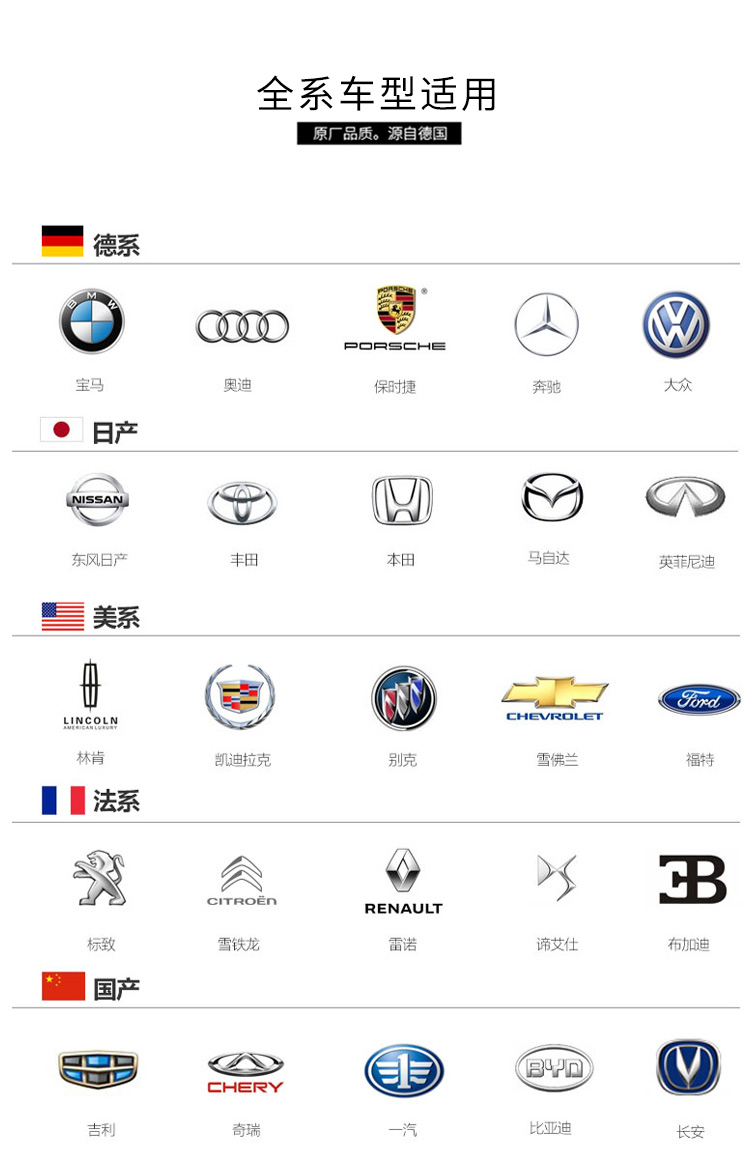 全系车型适用
原厂品质。源自德国
德系
BMW
PORSCHE
®
PORSCHE
宝马
奥迪
保时捷
奔驰
大众
日产
NISSAN
东风日产
丰田
本田
马自达
英菲尼迪
美系
LINCOLN
AMERICAN LUXURY
CHEVROLET
Ford
林肯
凯迪拉克
别克
雪佛兰
福特
法系
CITROËN
RENAULT
标致
雪铁龙
雷诺
谛艾仕
布加迪
国产
CHERY
BYD
吉利
奇瑞
一汽
比亚迪
长安